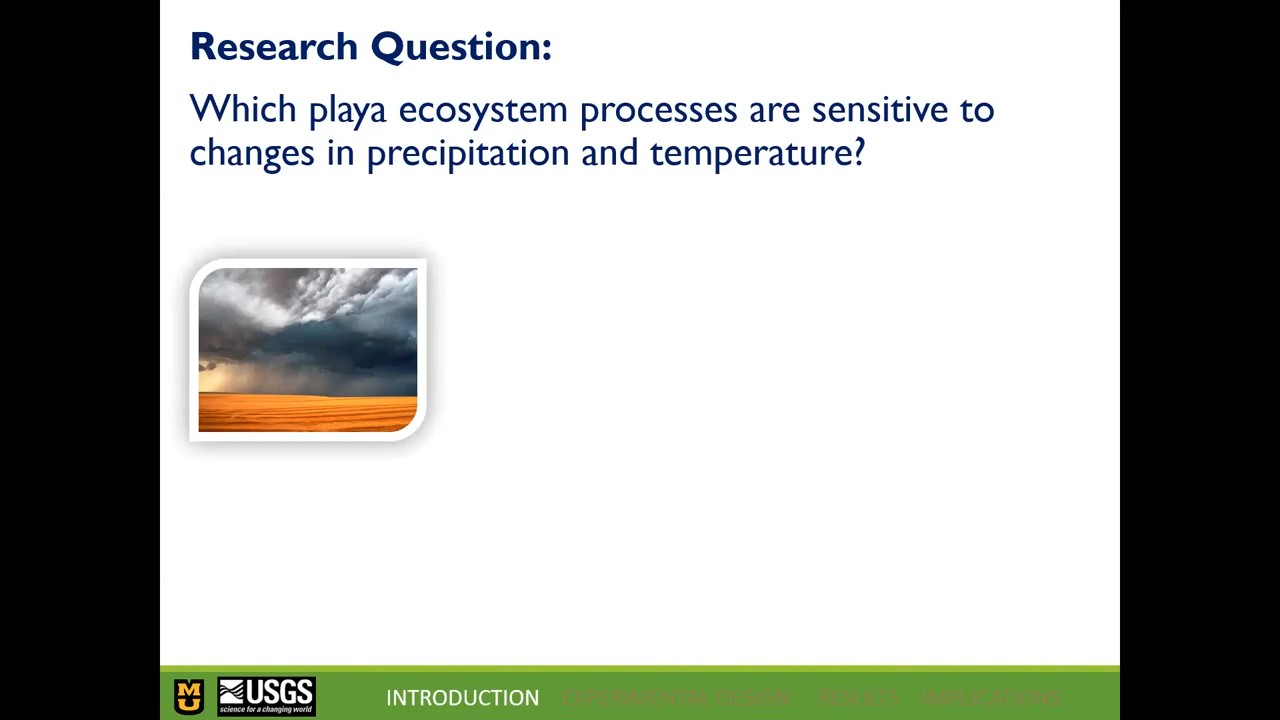 Research Question:
Which playa ecosystem processes are sensitive to
changes in precipitation and temperature?
MU
USGS
science for a changing world
INTRODUCTION
EXPERIMENTAL DESIGN
RESULTS
IMPLICATIONS